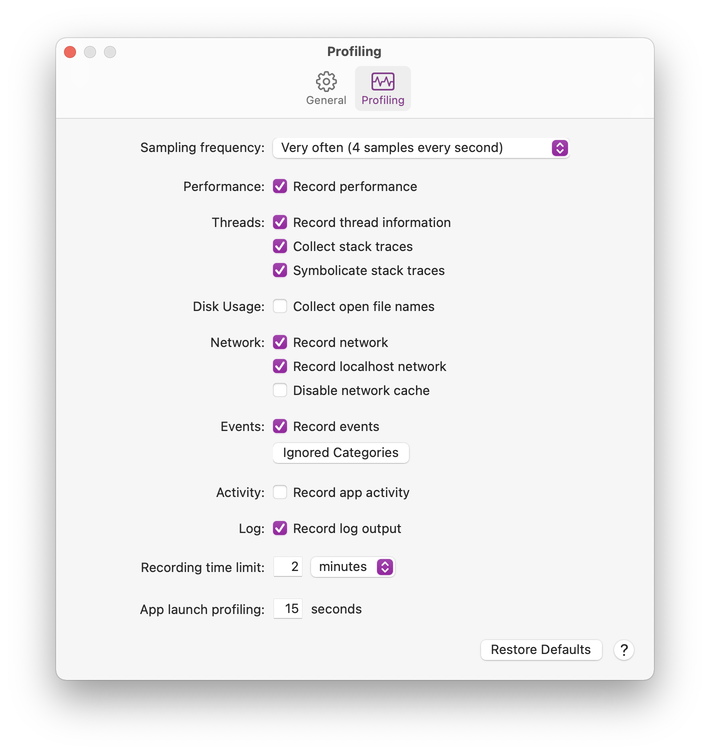 Profiling
General
Profiling
Sampling frequency: Very often (4 samples every second)
Performance: Record performance
Threads: Record thread information
Collect stack traces
Symbolicate stack traces
Disk Usage: Collect open file names
Network: Record network
Record localhost network
Disable network cache
Events: Record events
Ignored Categories
Activity: Record app activity
Log: Record log output
Recording time limit: 2 minutes
App launch profiling: 15 seconds
Restore Defaults ?